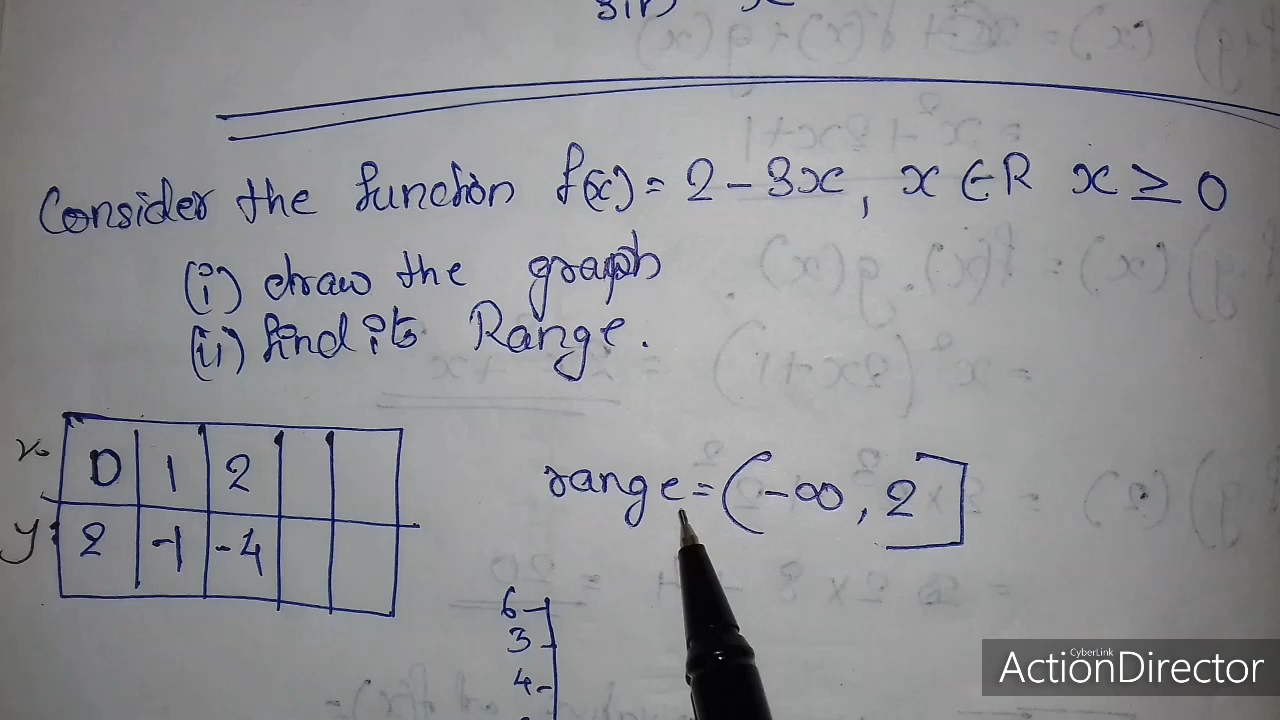 Consider the function f(x) = 2 - 3x, x ∈ R x ≥ 0
(i) draw the graph
(ii) find its Range.
x 0 1 2
y 2 -1 -4
range = (-∞, 2]
6
3
4
CyberLink
ActionDirector